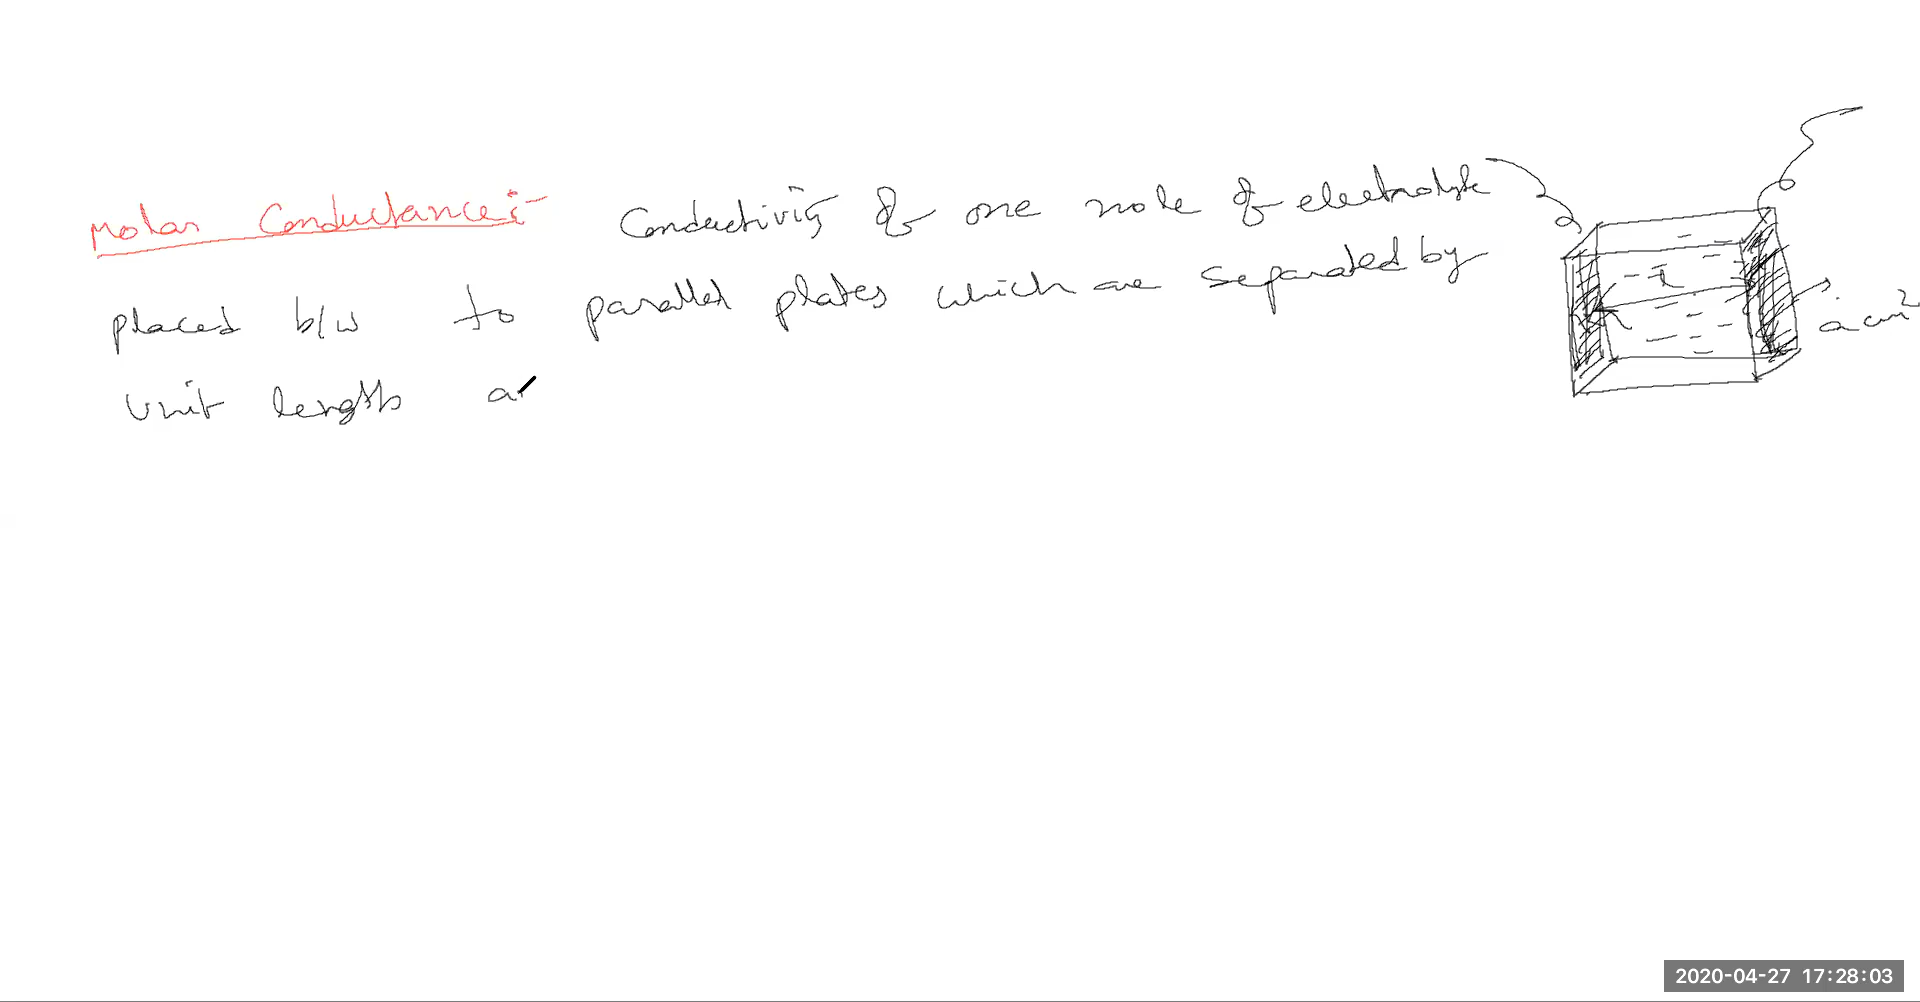 Molar Conductance:- Conductivity of one mole of electrolyte
placed b/w to parallel plates which are separated by
unit length a
a cm²
l
2020-04-27 17:28:03